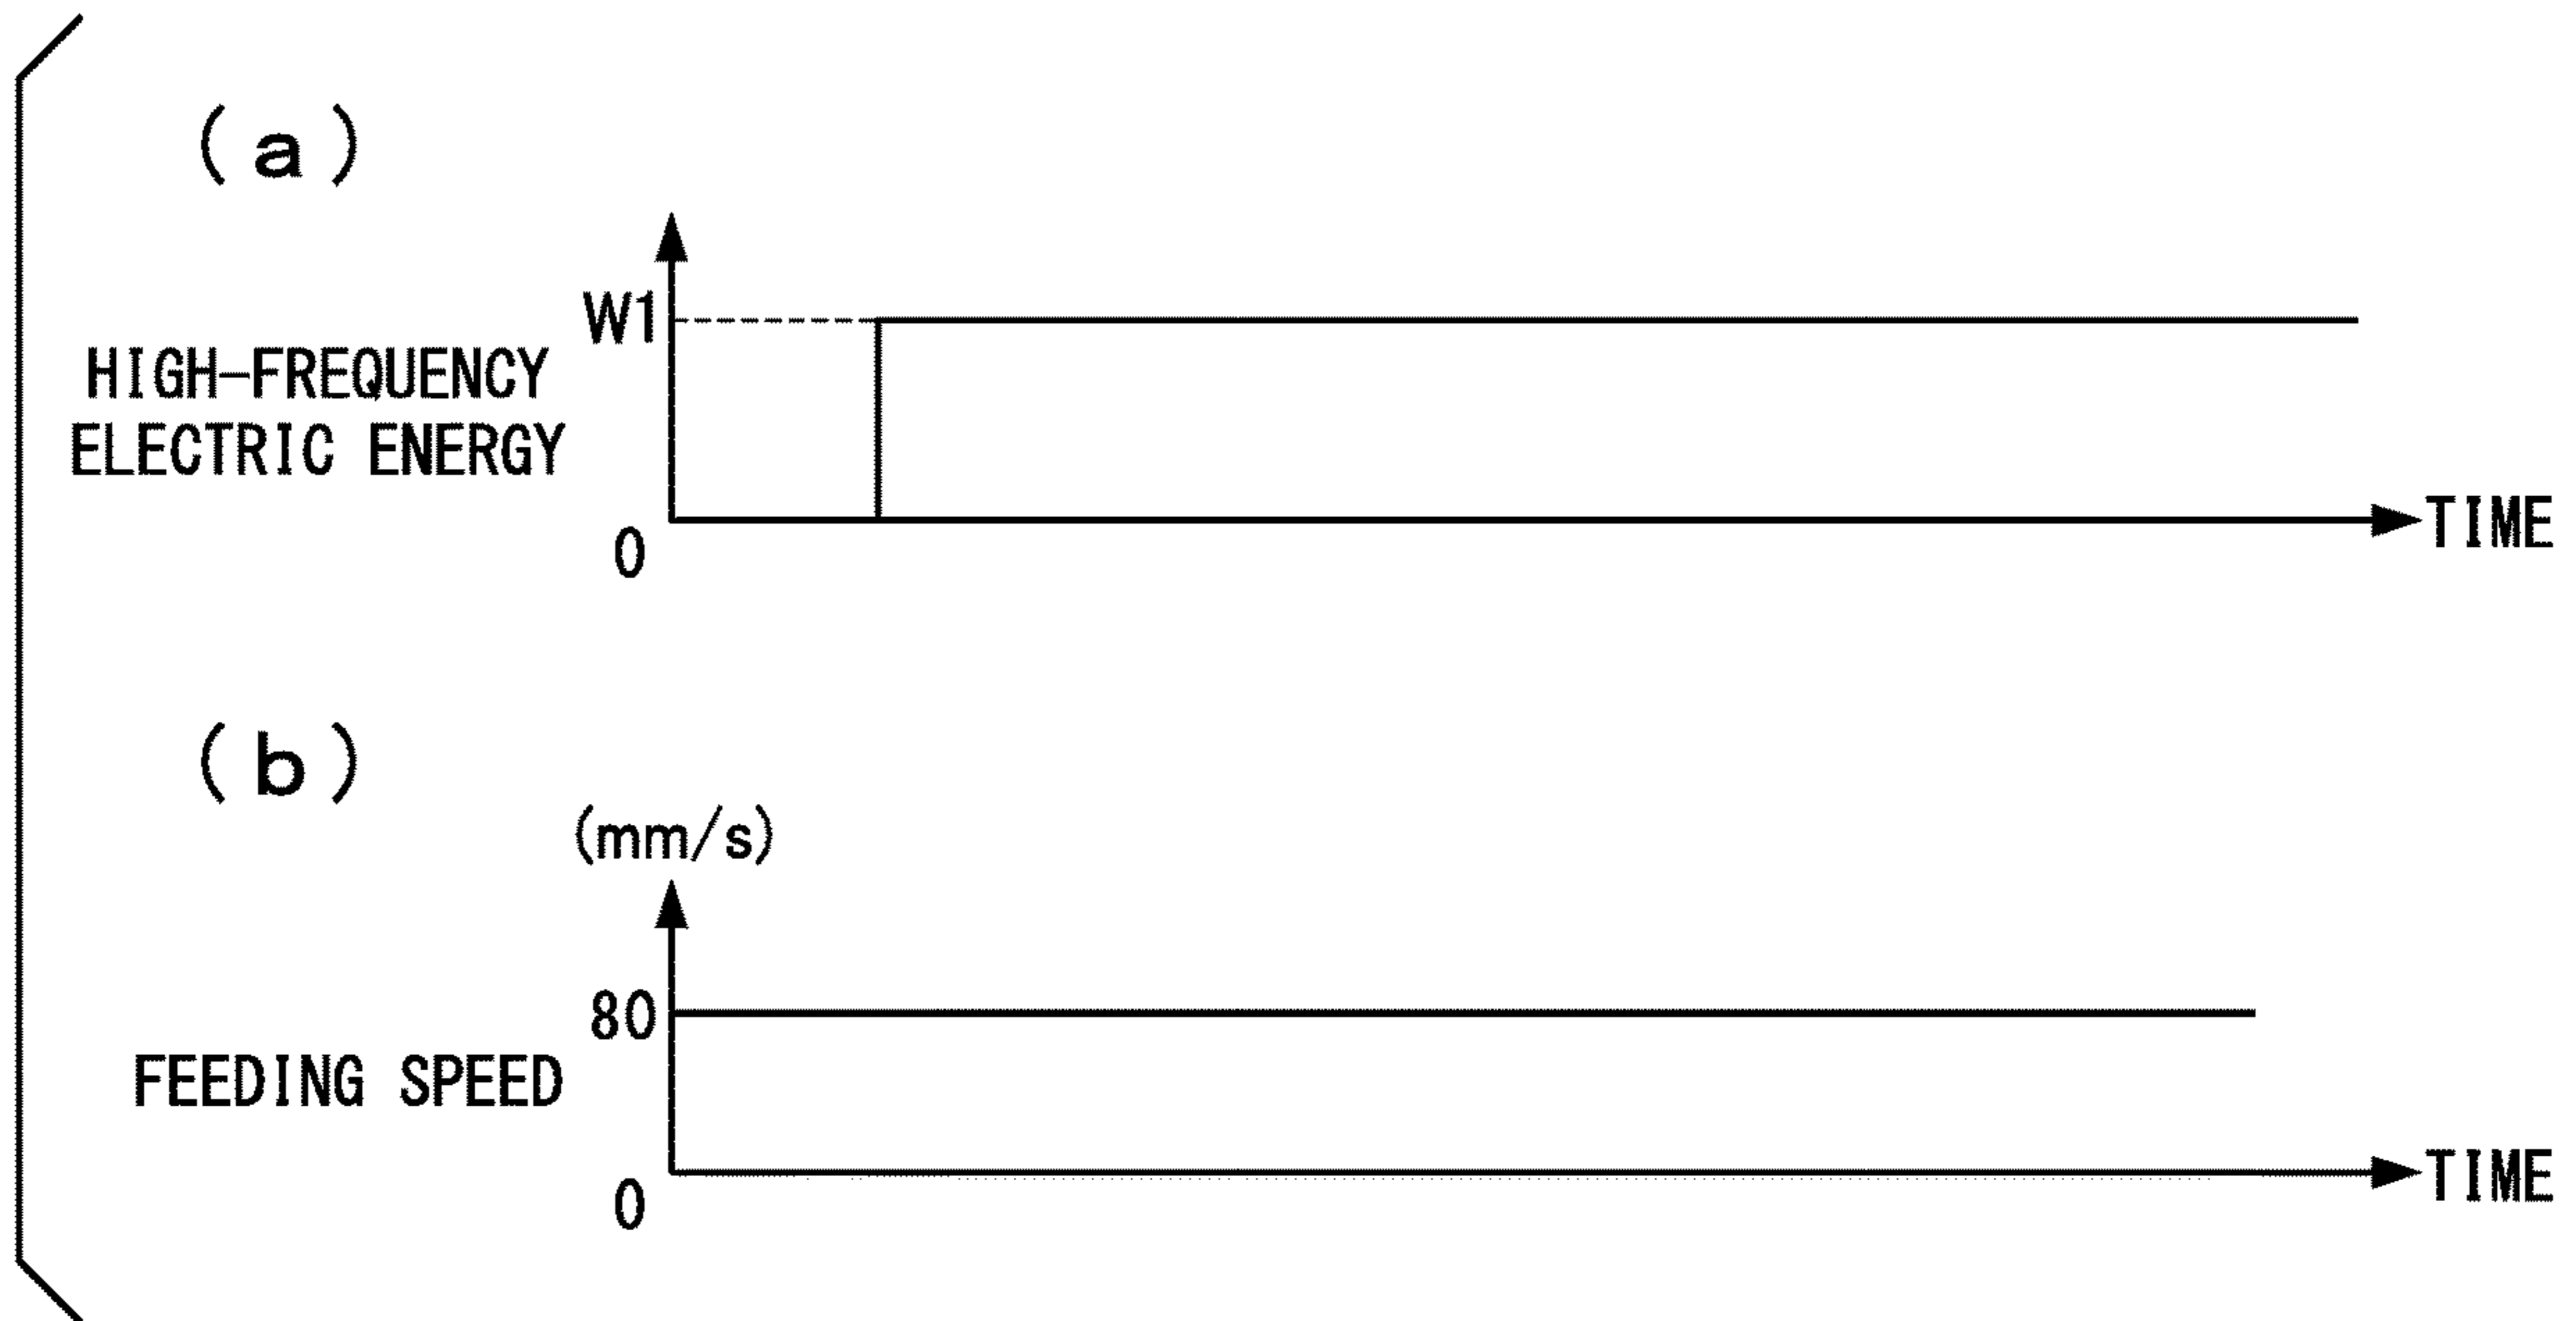 (a)
W1
HIGH-FREQUENCY
ELECTRIC ENERGY
TIME
0
(b)
(mm/s)
80
FEEDING SPEED
TIME
0